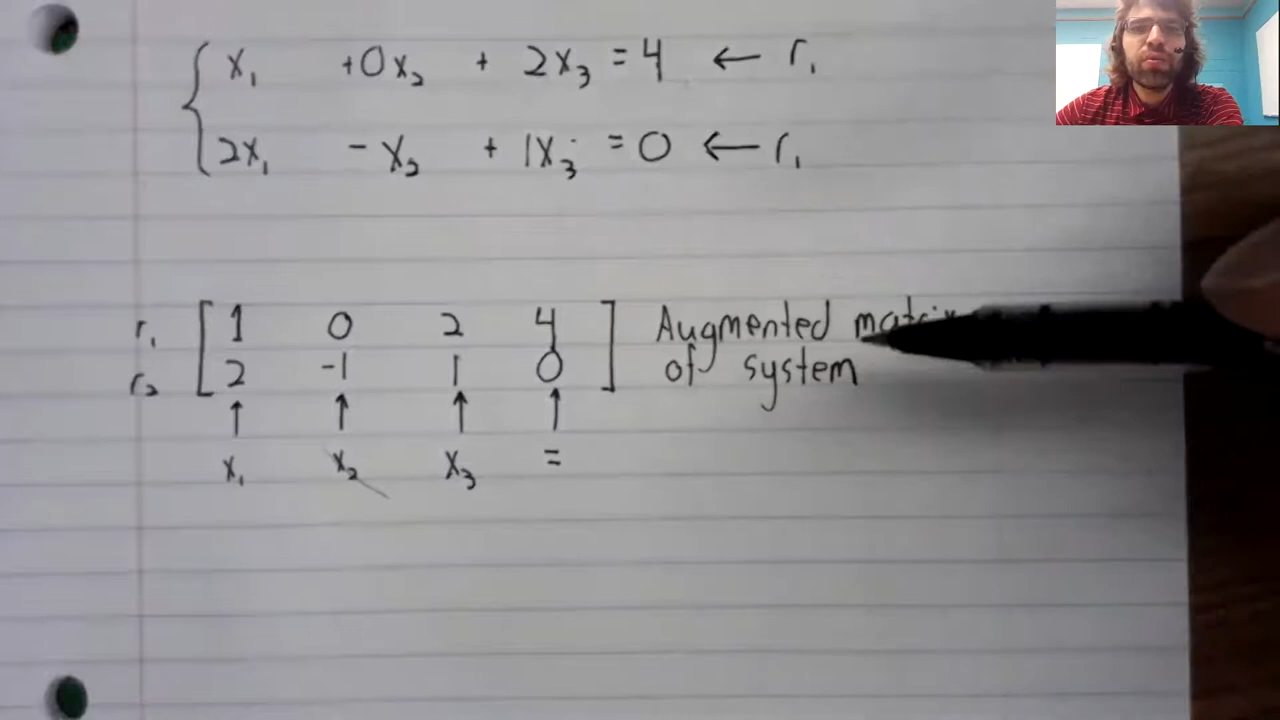 x₁ +0x₂ + 2x₃ = 4 ← r₁
2x₁ - x₂ + 1x₃ = 0 ← r₁
r₁ [ 1 0 2 4 ] Augmented
r₂ [ 2 -1 1 0 ] of system
↑ ↑ ↑ ↑
x₁ x₂ x₃ =